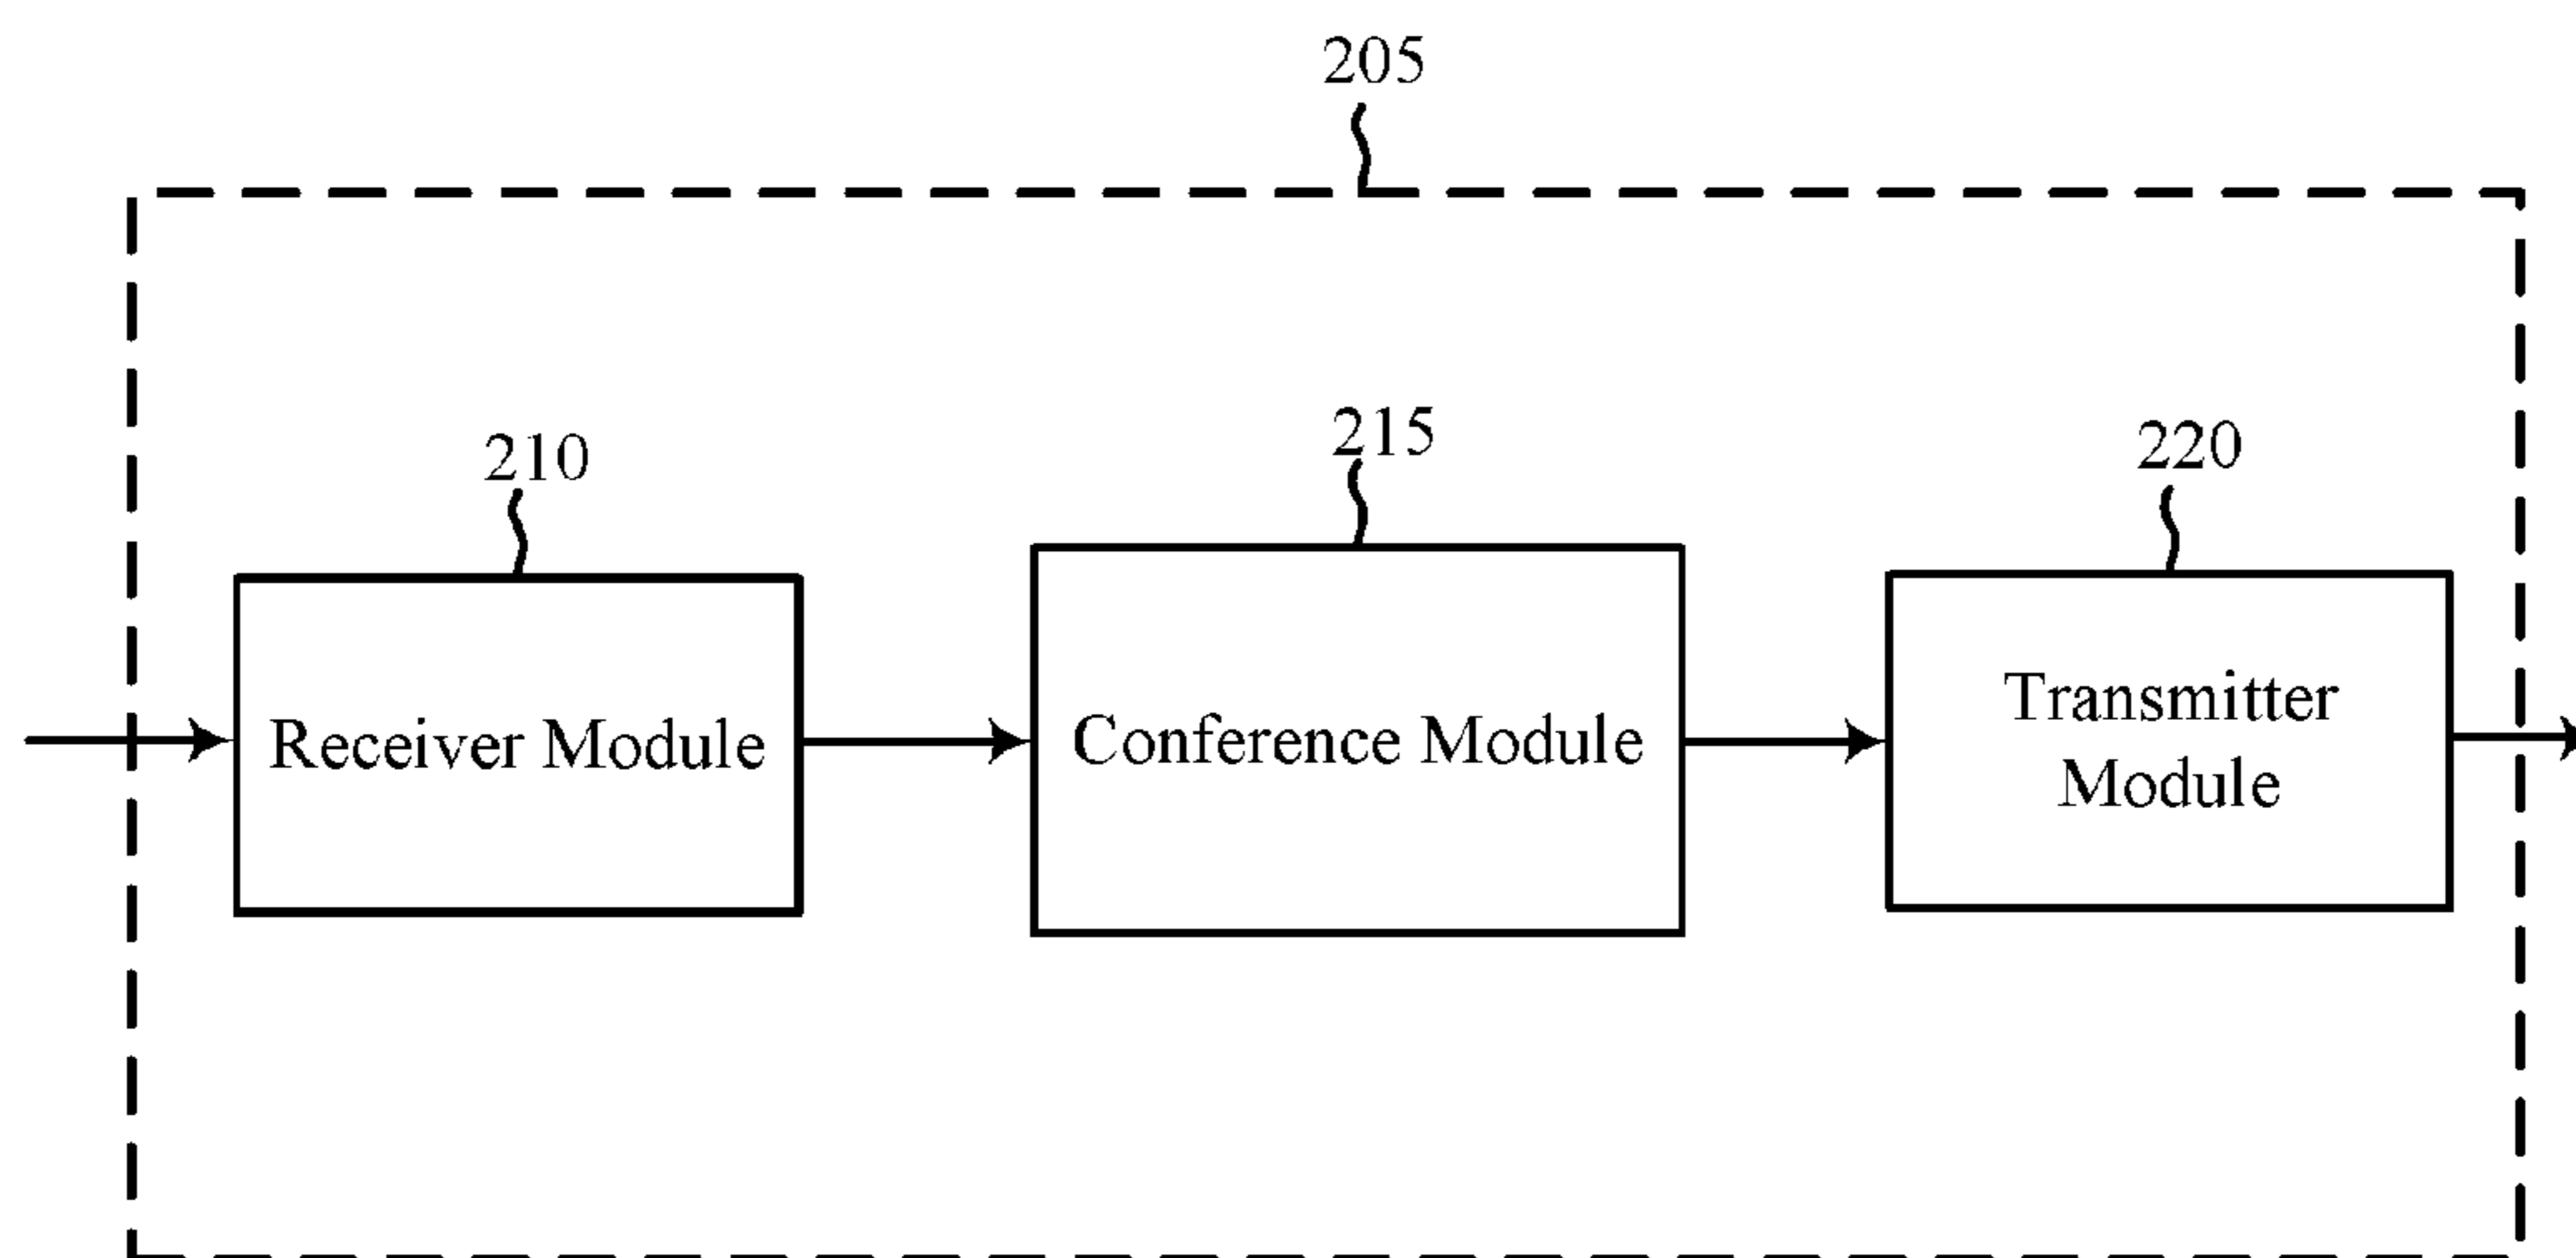 205
210
215
220
Receiver Module
Conference Module
Transmitter
Module